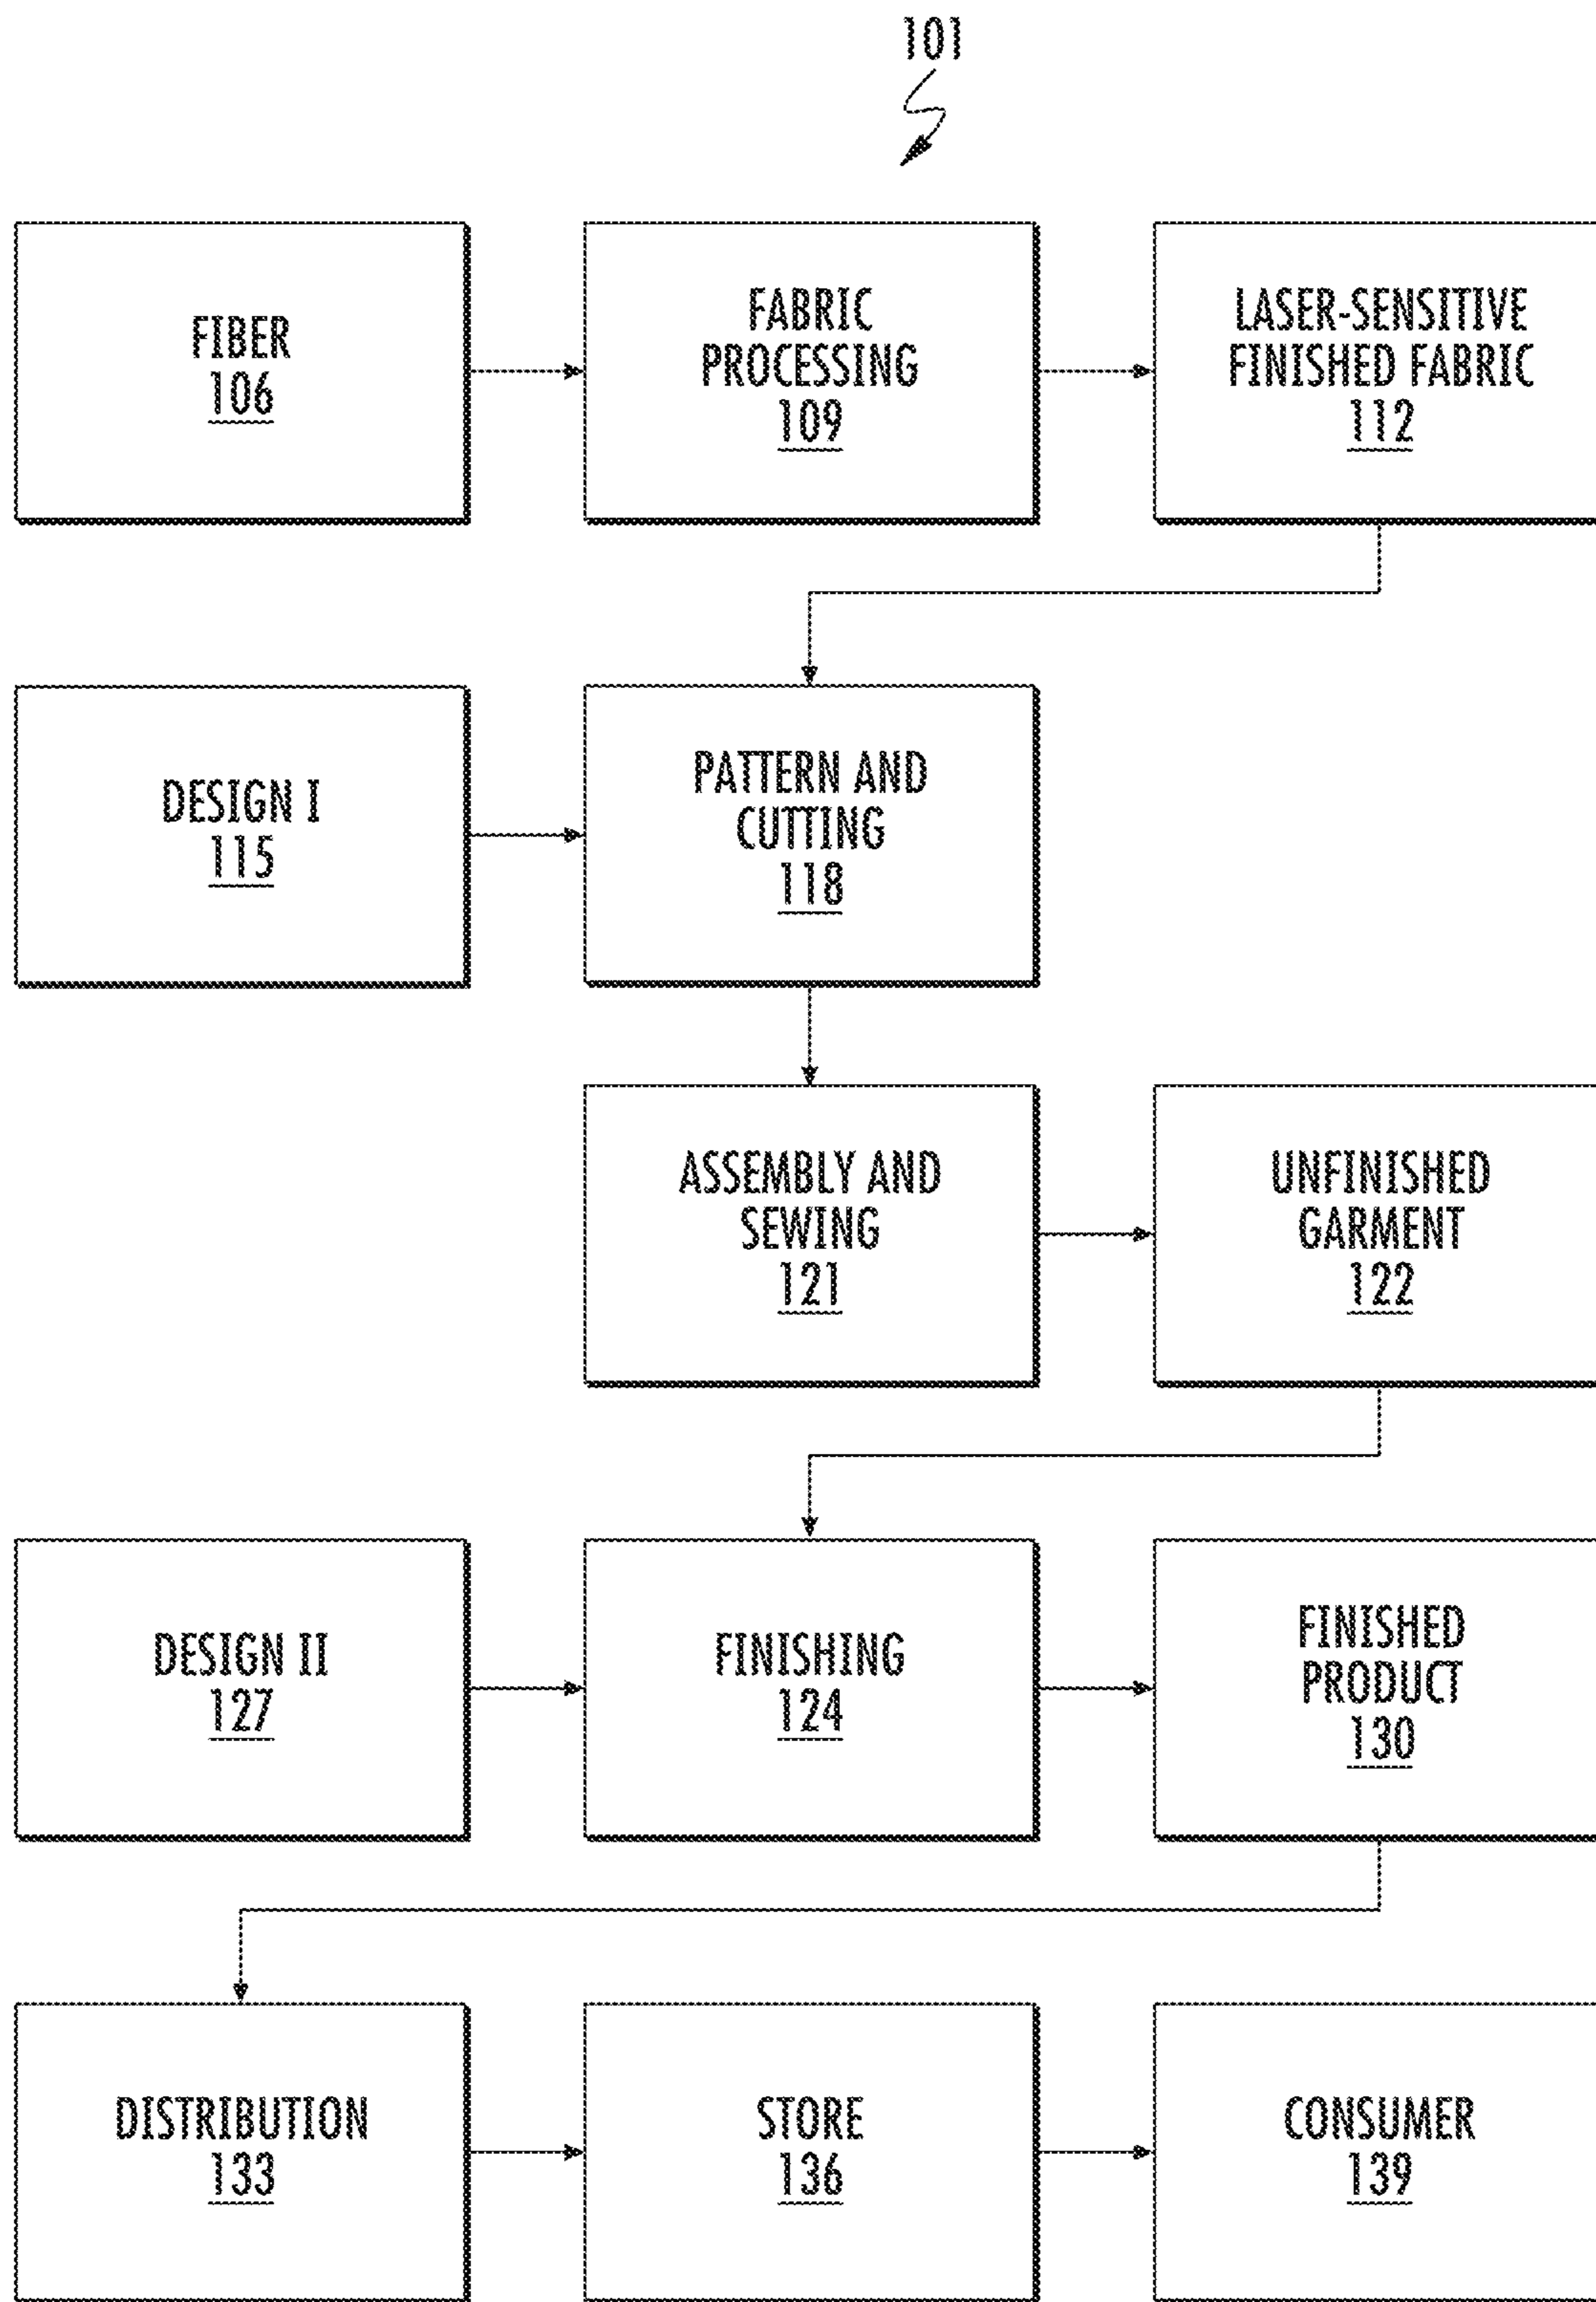 101
FIBER
106
FABRIC
PROCESSING
109
LASER-SENSITIVE
FINISHED FABRIC
112
DESIGN I
115
PATTERN AND
CUTTING
118
ASSEMBLY AND
SEWING
121
UNFINISHED
GARMENT
122
DESIGN II
127
FINISHING
124
FINISHED
PRODUCT
130
DISTRIBUTION
133
STORE
136
CONSUMER
139